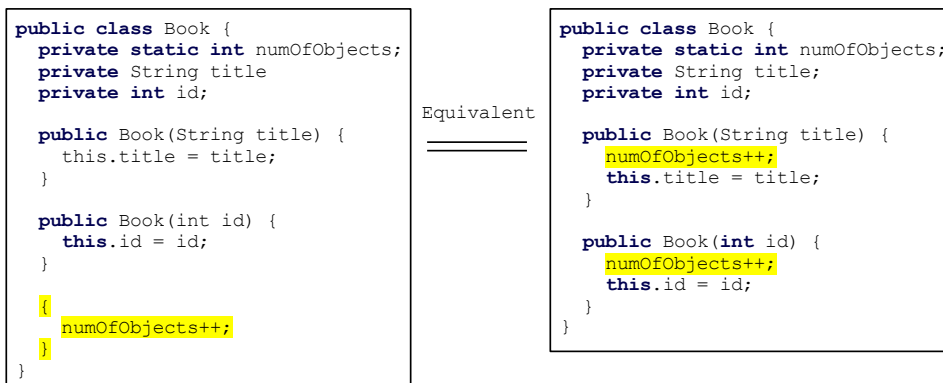 public class Book {
  private static int numOfObjects;
  private String title
  private int id;

  public Book(String title) {
    this.title = title;
  }

  public Book(int id) {
    this.id = id;
  }

  {
    numOfObjects++;
  }
}
Equivalent
public class Book {
  private static int numOfObjects;
  private String title;
  private int id;

  public Book(String title) {
    numOfObjects++;
    this.title = title;
  }

  public Book(int id) {
    numOfObjects++;
    this.id = id;
  }
}